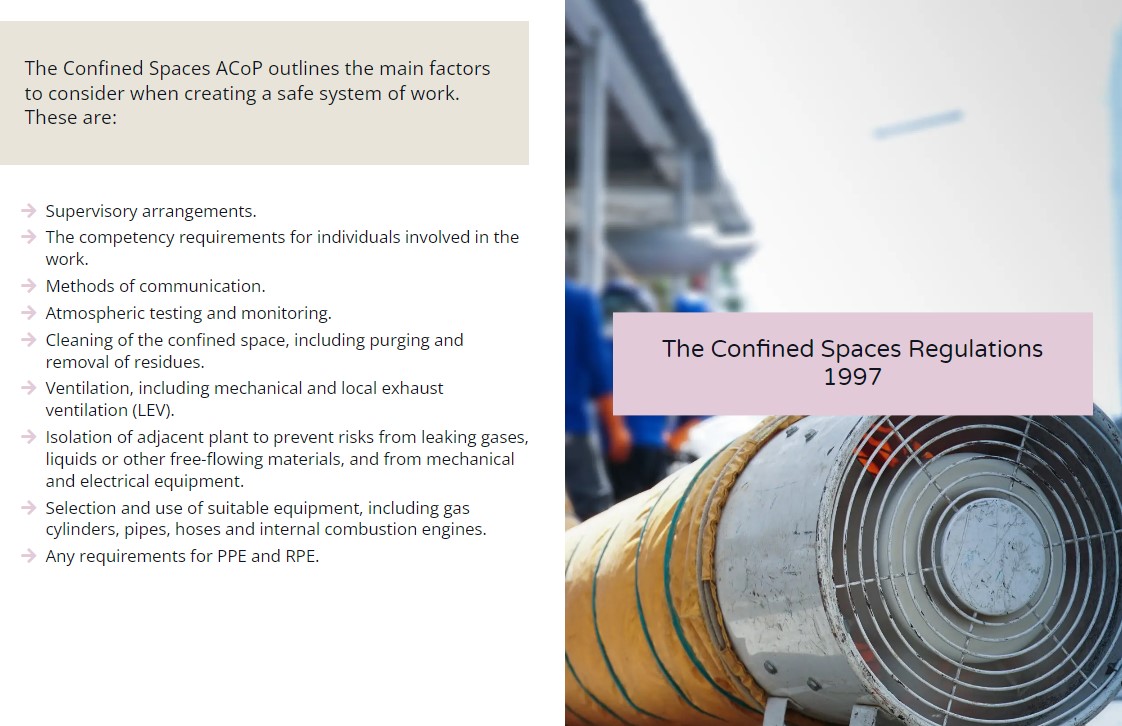 The Confined Spaces ACoP outlines the main factors
to consider when creating a safe system of work.
These are:
Supervisory arrangements.
The competency requirements for individuals involved in the
work.
Methods of communication.
Atmospheric testing and monitoring.
Cleaning of the confined space, including purging and
removal of residues.
Ventilation, including mechanical and local exhaust
ventilation (LEV).
Isolation of adjacent plant to prevent risks from leaking gases,
liquids or other free-flowing materials, and from mechanical
and electrical equipment.
Selection and use of suitable equipment, including gas
cylinders, pipes, hoses and internal combustion engines.
Any requirements for PPE and RPE.
The Confined Spaces Regulations
1997